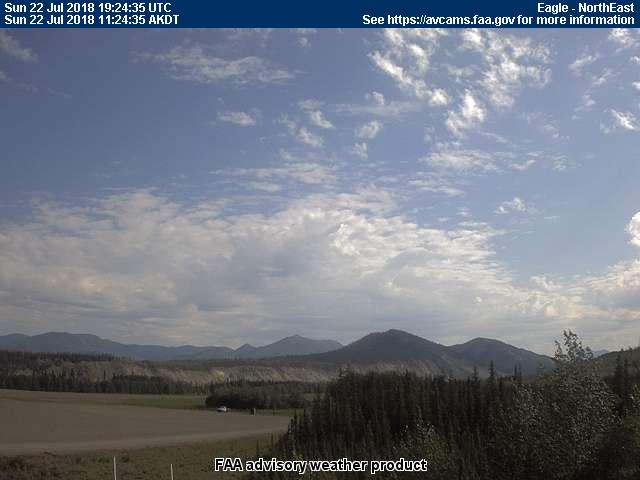 Sun 22 Jul 2018 19:24:35 UTC Eagle - NorthEast
Sun 22 Jul 2018 11:24:35 AKDT See https://avcams.faa.gov for more information
FAA advisory weather product